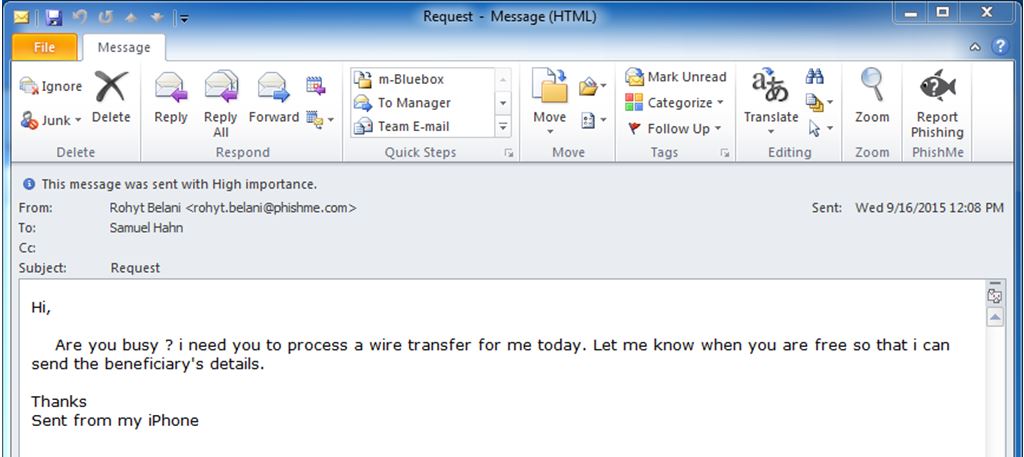 Request - Message (HTML)
File Message
Ignore
Junk
Delete
Delete
Reply
Reply All
Forward
Respond
m-Bluebox
To Manager
Team E-mail
Quick Steps
Move
Move
Mark Unread
Categorize
Follow Up
Tags
Translate
Editing
Zoom
Zoom
Report Phishing
PhishMe
This message was sent with High importance.
From: Rohyt Belani <rohyt.belani@phishme.com> Sent: Wed 9/16/2015 12:08 PM
To: Samuel Hahn
Cc:
Subject: Request
Hi,
Are you busy ? i need you to process a wire transfer for me today. Let me know when you are free so that i can
send the beneficiary's details.
Thanks
Sent from my iPhone